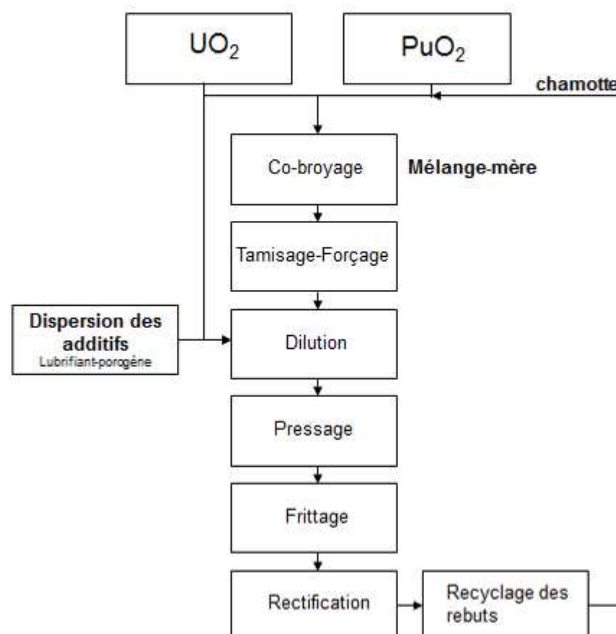 UO₂
PuO₂
chamotte
Co-broyage
Mélange-mère
Tamisage-Forçage
Dispersion des
additifs
Lubrifiant-porogène
Dilution
Pressage
Frittage
Rectification
Recyclage des
rebuts